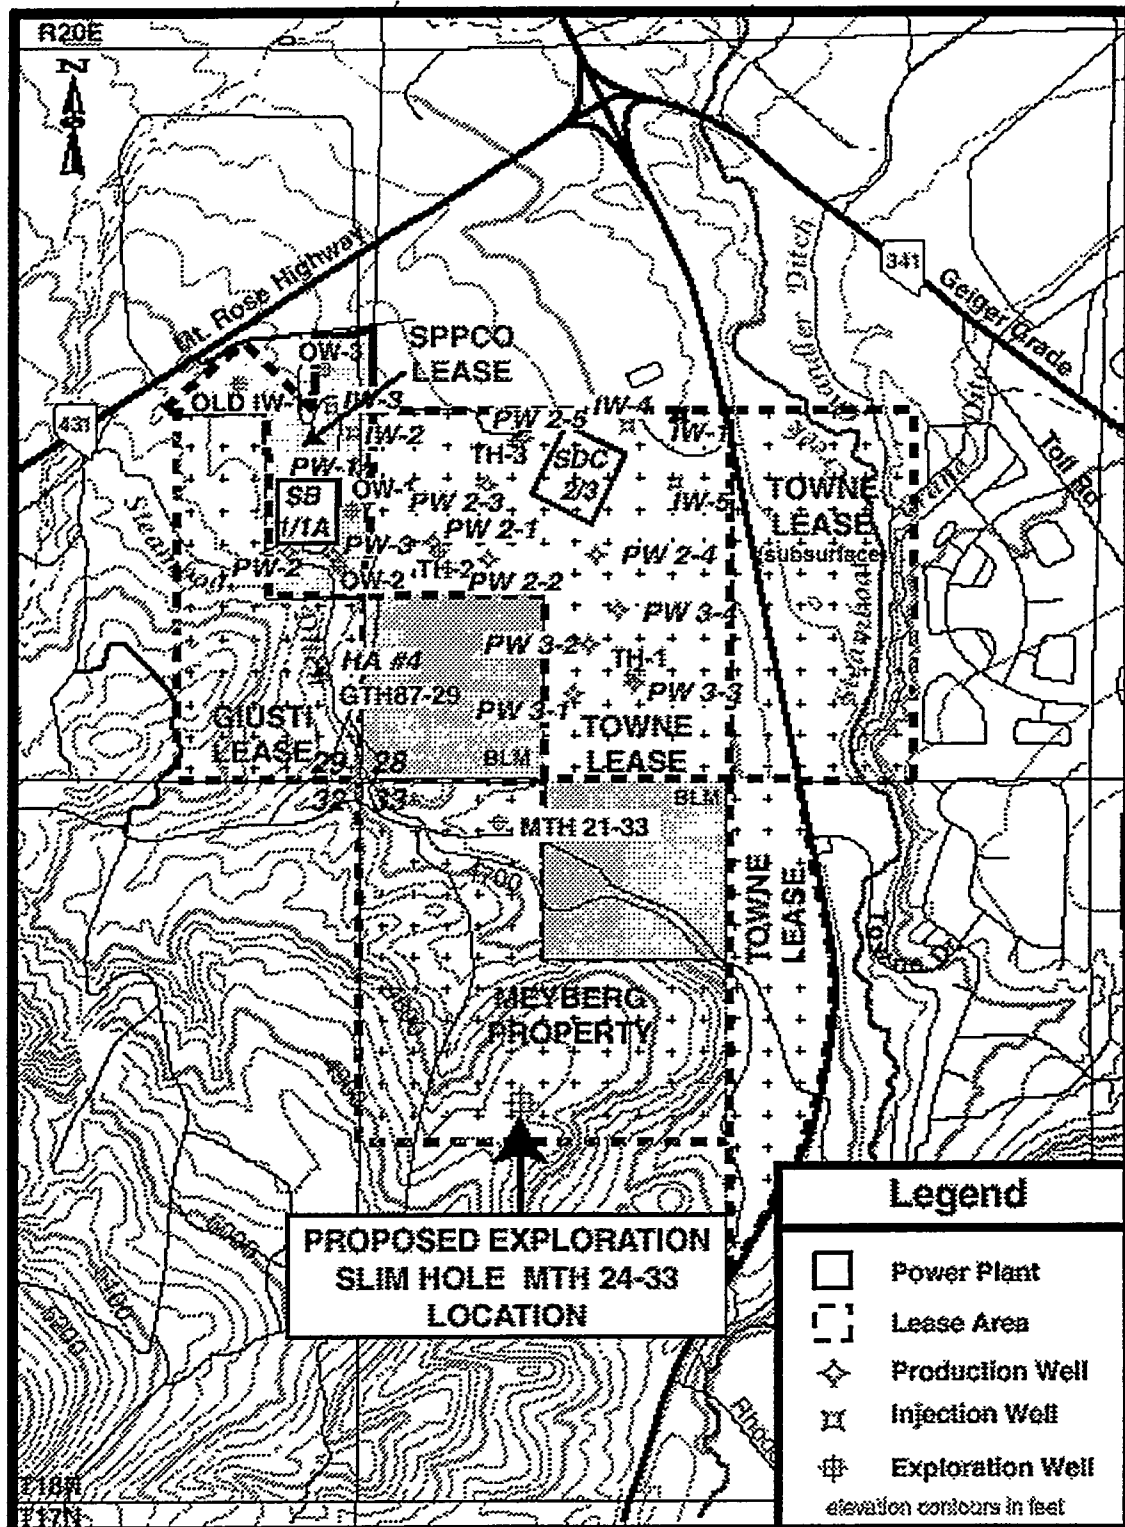 R20E
N
S
Mt. Rose Highway
341
Geiger Grade
SPPCO
LEASE
OW-3
OLD IW-
IW-3
431
IW-2
PW 2-5
IW-4
IW-1
TH-3
SDC
2/3
PW-1
OW-
SB
1/1A
PW 2-3
IW-5
TOWNE
LEASE
(subsurface)
Toll Rd
PW 2-1
PW-3
PW 2-4
PW-2
OW-2
TH-2
PW 2-2
Steamboat
PW 3-4
HA #4
PW 3-2
TH-1
GTH87-29
PW 3-3
PW 3-1
GIUSTI
LEASE
TOWNE
LEASE
BLM
29 28
32 33
BLM
MTH 21-33
4700
TOWNE
LEASE
MEYBERG
PROPERTY
PROPOSED EXPLORATION
SLIM HOLE MTH 24-33
LOCATION
Legend
Power Plant
Lease Area
Production Well
Injection Well
Exploration Well
elevation contours in feet
T18N
T17N